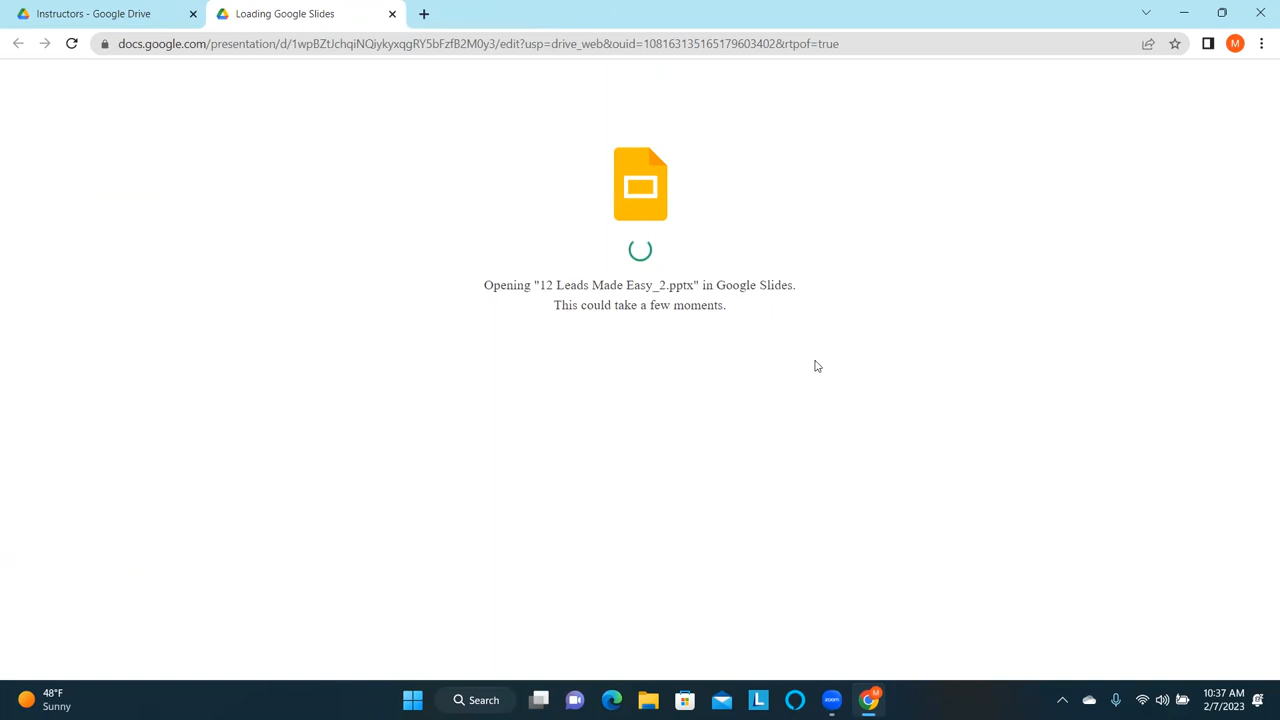 Instructors - Google Drive
Loading Google Slides
docs.google.com/presentation/d/1wpBZtJchqiNQiykyxqgRY5bFzfB2M0y3/edit?usp=drive_web&ouid=108163135165179603402&rtpof=true
M
Opening "12 Leads Made Easy_2.pptx" in Google Slides.
This could take a few moments.
48°F
Sunny
Search
L
zoom
M
10:37 AM
2/7/2023